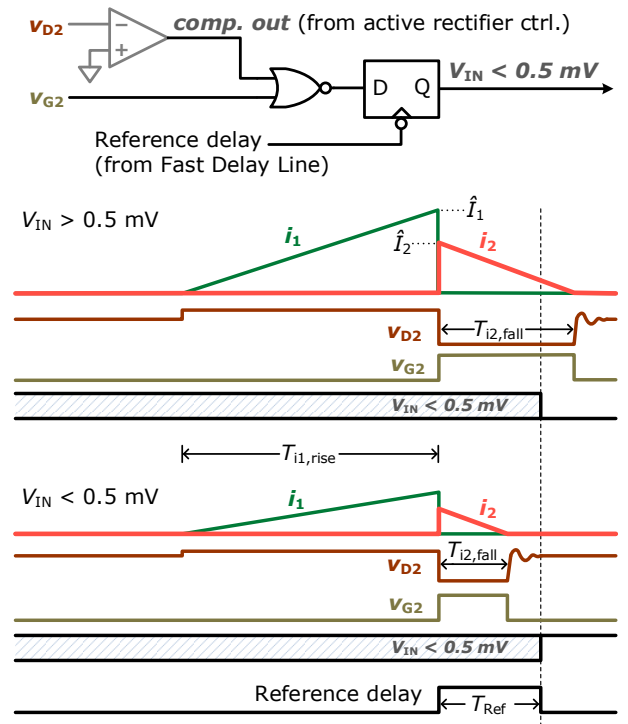 comp. out (from active rectifier ctrl.)
vD2
−
+
vG2
D Q
VIN < 0.5 mV
Reference delay
(from Fast Delay Line)
VIN > 0.5 mV
Î1
i1
Î2
i2
vD2
Ti2,fall
vG2
VIN < 0.5 mV
Ti1,rise
VIN < 0.5 mV
i1
i2
vD2
Ti2,fall
vG2
VIN < 0.5 mV
Reference delay
TRef